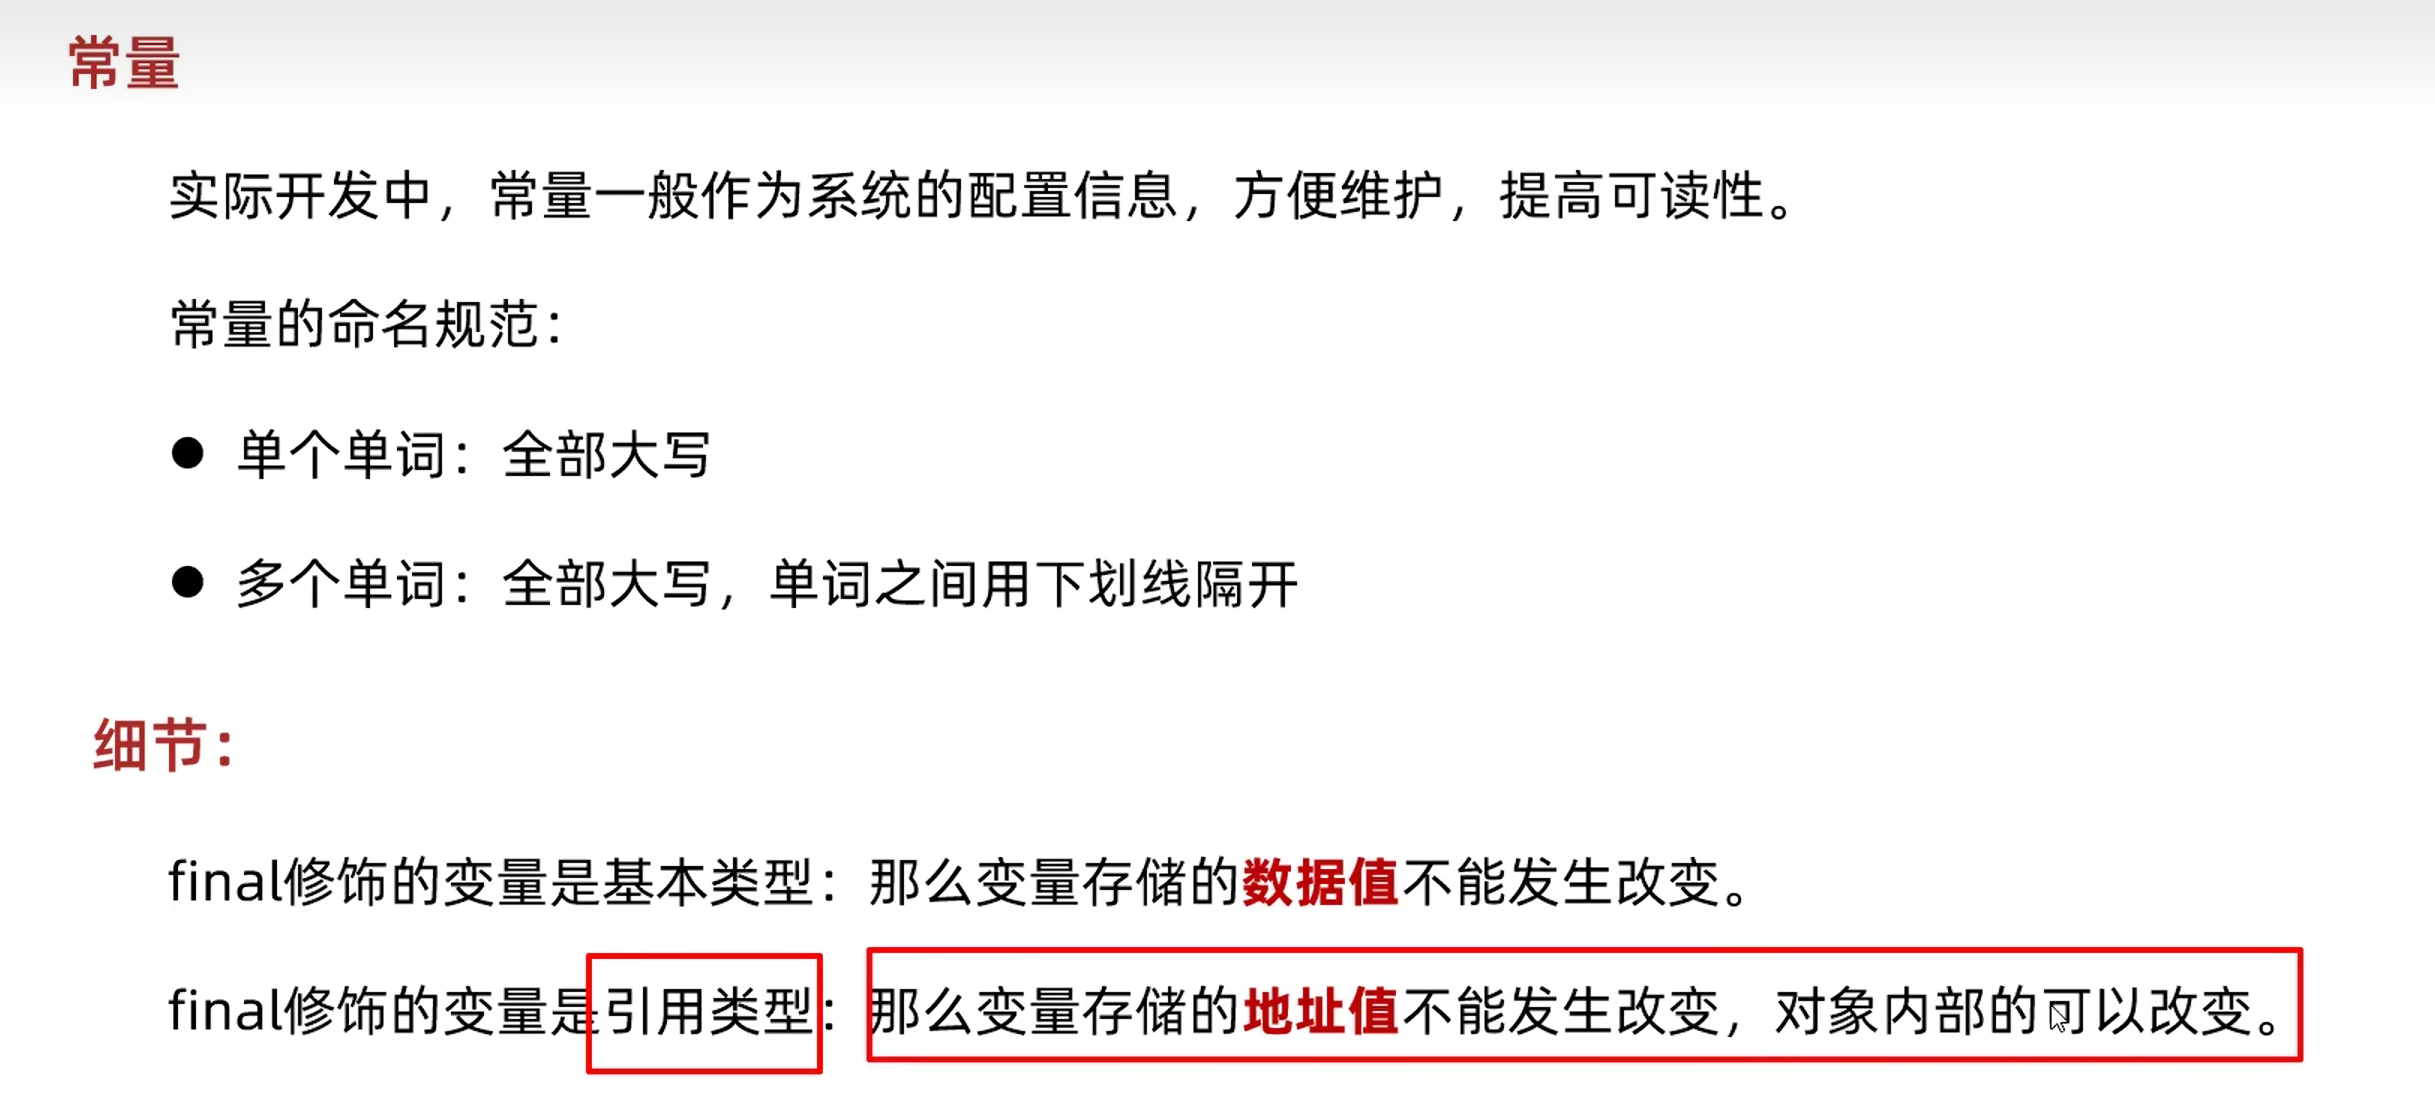 常量
实际开发中，常量一般作为系统的配置信息，方便维护，提高可读性。
常量的命名规范：
● 单个单词：全部大写
● 多个单词：全部大写，单词之间用下划线隔开
细节：
final修饰的变量是基本类型：那么变量存储的数据值不能发生改变。
final修饰的变量是引用类型：那么变量存储的地址值不能发生改变，对象内部的可以改变。